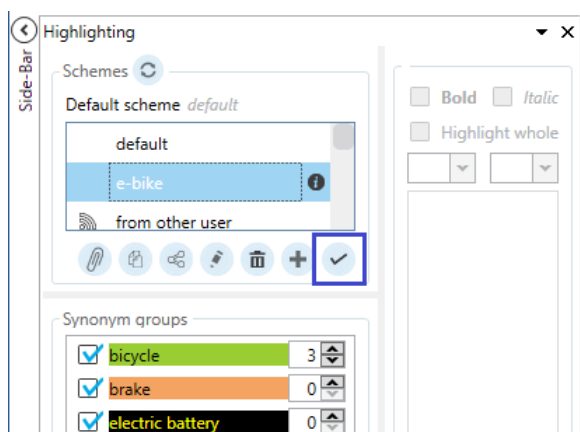 Highlighting
Side-Bar
Schemes
Default scheme default
default
e-bike
from other user
Bold Italic
Highlight whole
Synonym groups
bicycle 3
brake 0
electric battery 0